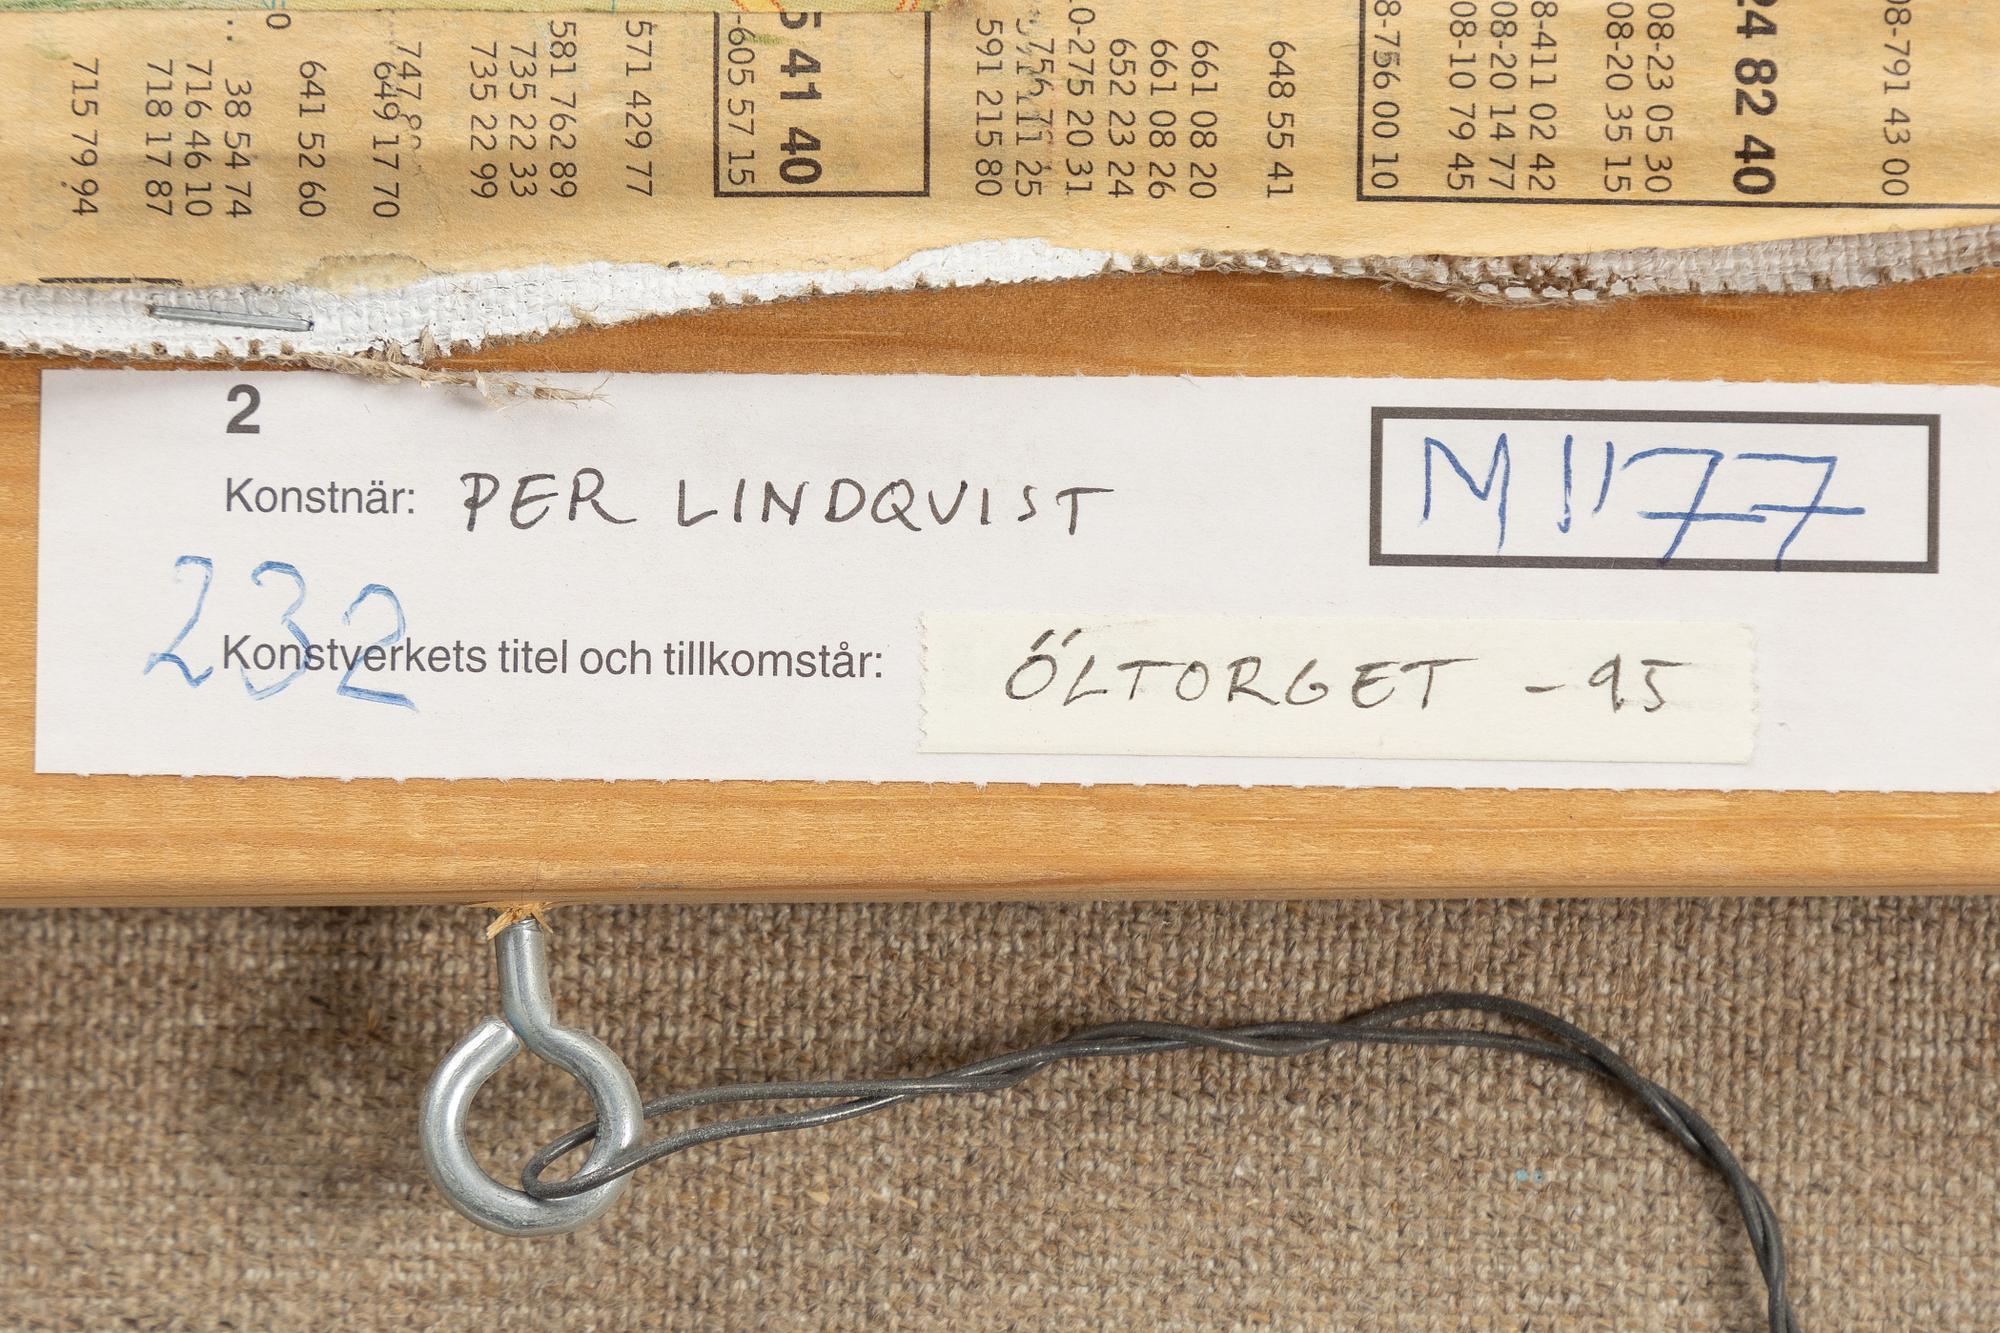 715 79 94
718 17 87
716 46 10
38 54 74
641 52 60
649 17 70
747
735 22 99
735 22 33
581 762 89
571 429 77
-605 57 15
5 41 40
591 215 80
0-275 20 31
652 23 24
661 08 26
661 08 20
648 55 41
8-756 00 10
08-10 79 45
08-20 14 77
8-411 02 42
08-20 35 15
08-23 05 30
24 82 40
08-791 43 00
2
Konstnär: PER LINDQVIST
M 1177
232
Konstverkets titel och tillkomstår: ÖLTORGET -95